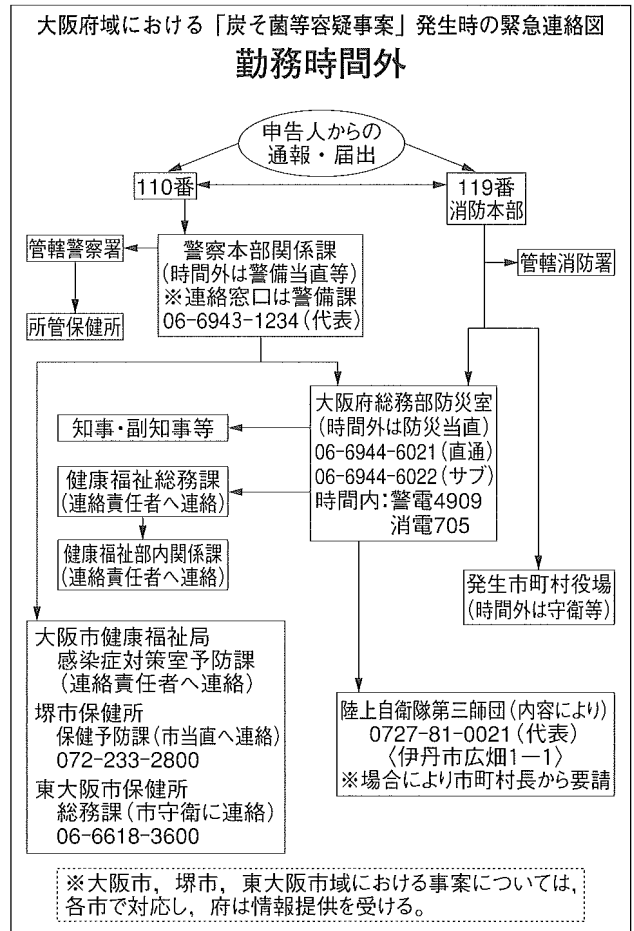 大阪府域における「炭そ菌等容疑事案」発生時の緊急連絡図
勤務時間外
申告人からの
通報・届出
110番
119番
消防本部
管轄警察署
警察本部関係課
(時間外は警備当直等)
※連絡窓口は警備課
06-6943-1234(代表)
管轄消防署
所管保健所
大阪府総務部防災室
(時間外は防災当直)
06-6944-6021(直通)
06-6944-6022(サブ)
時間内:警電4909
消電705
知事・副知事等
健康福祉総務課
(連絡責任者へ連絡)
健康福祉部内関係課
(連絡責任者へ連絡)
発生市町村役場
(時間外は守衛等)
大阪市健康福祉局
感染症対策室予防課
(連絡責任者へ連絡)
堺市保健所
保健予防課(市当直へ連絡)
072-233-2800
東大阪市保健所
総務課(市守衛に連絡)
06-6618-3600
陸上自衛隊第三師団(内容により)
0727-81-0021(代表)
〈伊丹市広畑1―1〉
※場合により市町村長から要請
※大阪市,堺市,東大阪市域における事案については,
各市で対応し,府は情報提供を受ける。